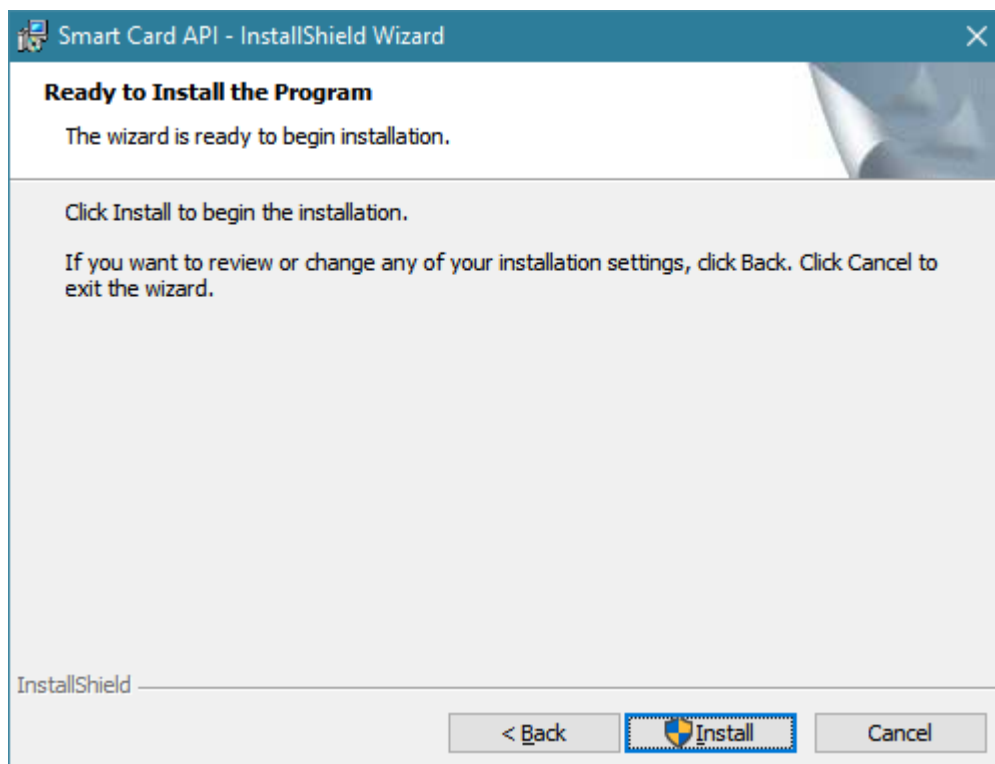 Smart Card API - InstallShield Wizard
Ready to Install the Program
The wizard is ready to begin installation.
Click Install to begin the installation.
If you want to review or change any of your installation settings, click Back. Click Cancel to
exit the wizard.
InstallShield
< Back
Install
Cancel